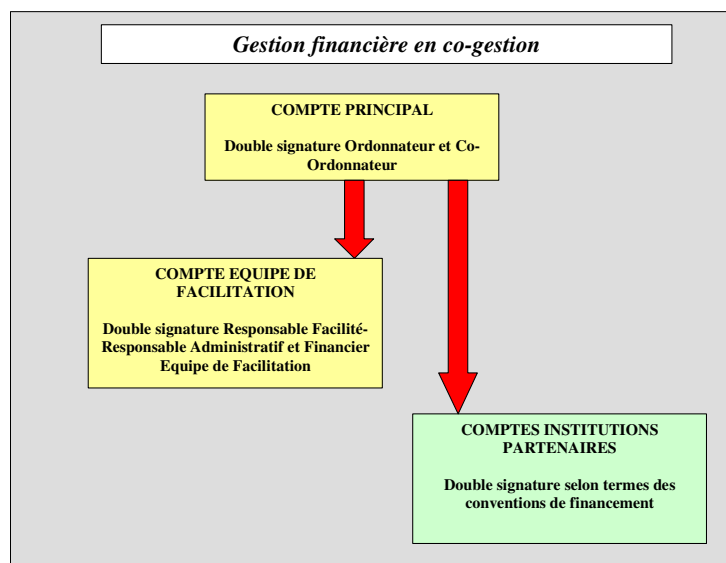 Gestion financière en co-gestion
COMPTE PRINCIPAL
Double signature Ordonnateur et Co-
Ordonnateur
COMPTE EQUIPE DE
FACILITATION
Double signature Responsable Facilité-
Responsable Administratif et Financier
Equipe de Facilitation
COMPTES INSTITUTIONS
PARTENAIRES
Double signature selon termes des
conventions de financement